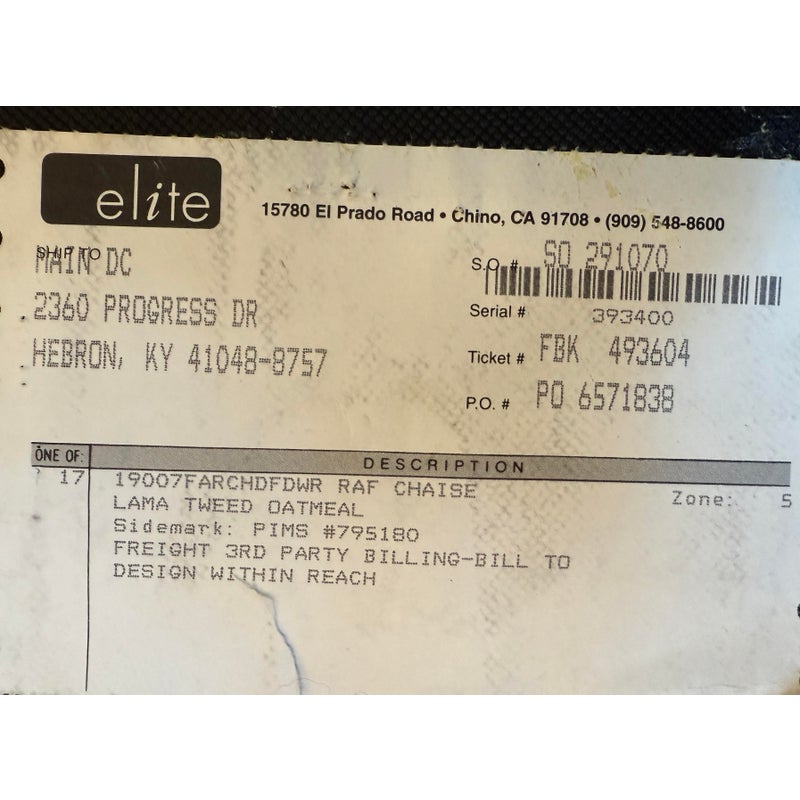 elite
15780 El Prado Road • Chino, CA 91708 • (909) 548-8600
SHIP TO
MAIN DC
2360 PROGRESS DR
HEBRON, KY 41048-8757
S.O. # SO 291070
Serial # 393400
Ticket # FBK 493604
P.O. # PO 6571838
ONE OF: DESCRIPTION
17 19007FARCHDFDWR RAF CHAISE Zone: 5
LAMA TWEED OATMEAL
Sidemark: PIMS #795180
FREIGHT 3RD PARTY BILLING-BILL TO
DESIGN WITHIN REACH